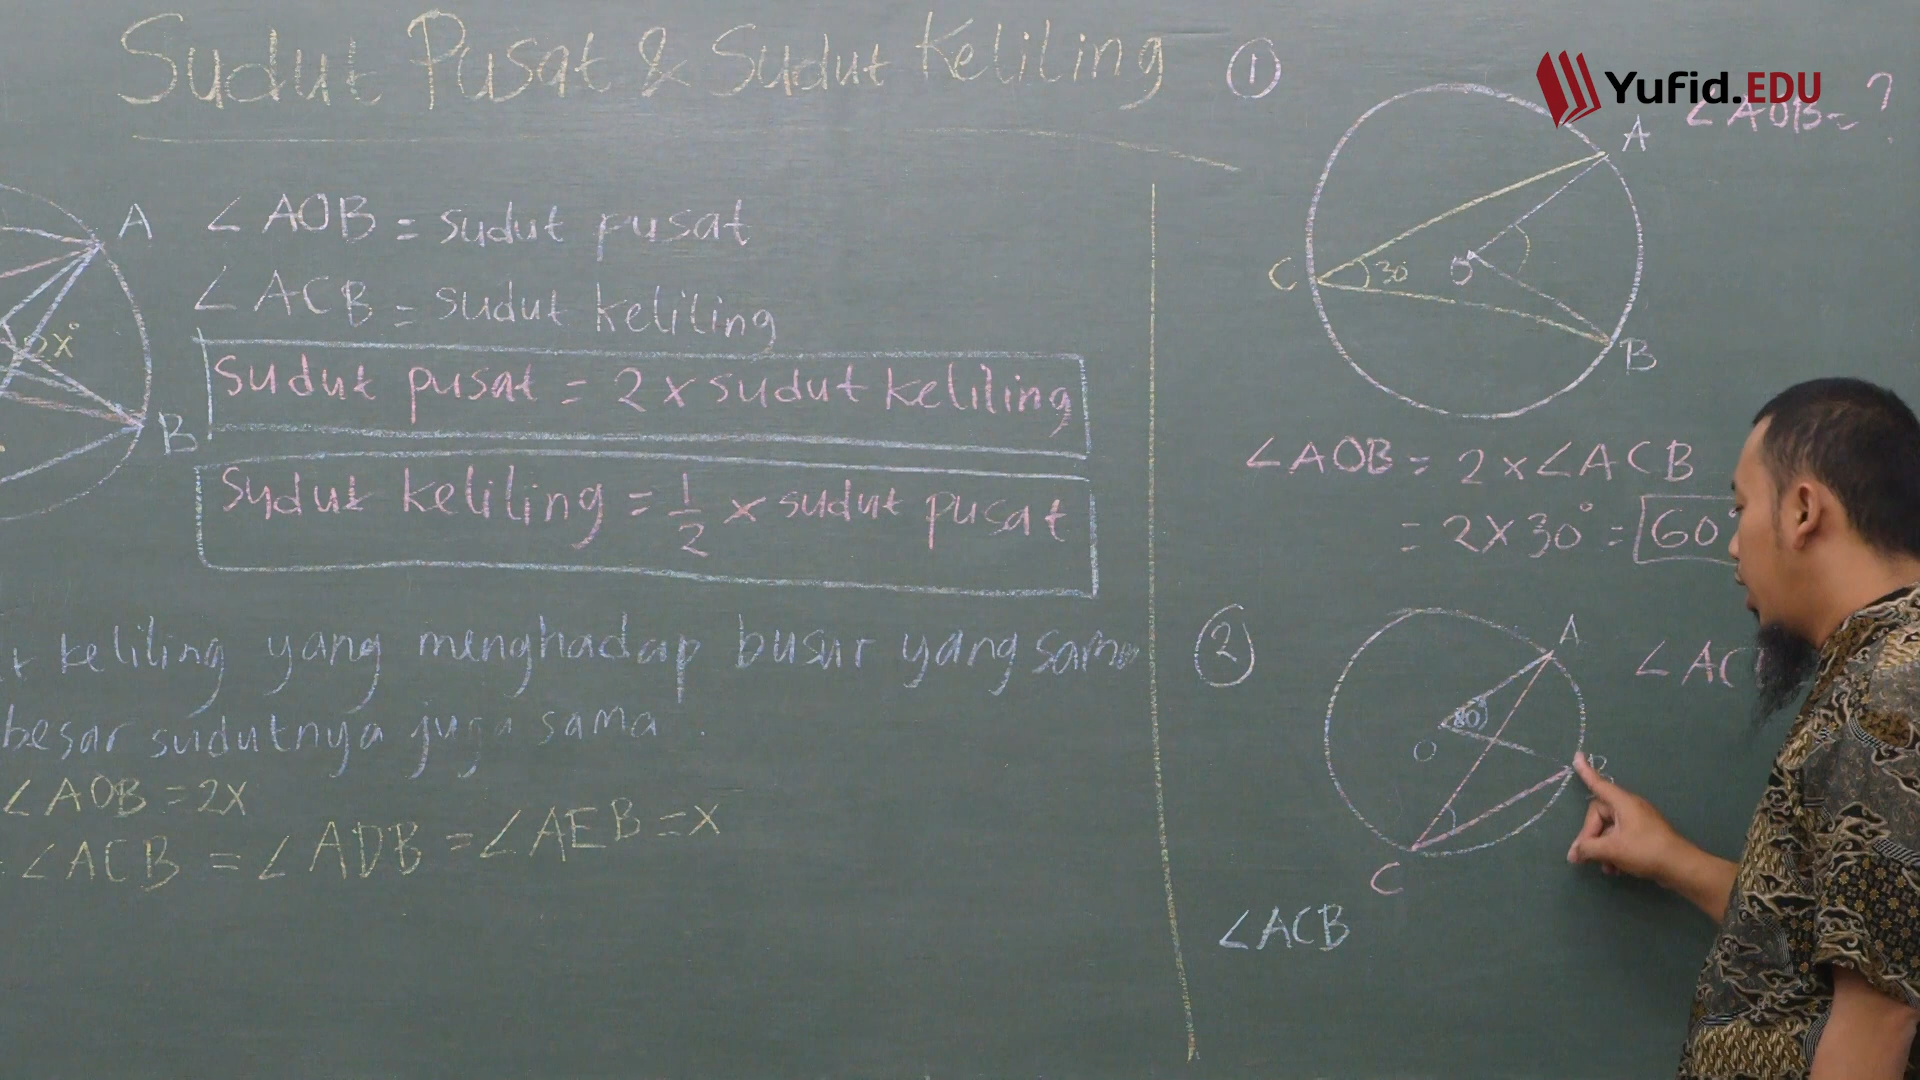 Sudut Pusat & Sudut Keliling
A
∠AOB = sudut pusat
∠ACB = sudut keliling
2x°
B
Sudut pusat = 2 x sudut keliling
Sudut keliling = 1/2 x sudut pusat
keliling yang menghadap busur yang sama
besar sudutnya juga sama.
∠AOB = 2x
∠ACB = ∠ADB = ∠AEB = x
1
Yufid.EDU
∠AOB = ?
A
C
30
O
B
∠AOB = 2 x ∠ACB
= 2 x 30° = 60
2
A
∠AC
80
O
B
C
∠ACB